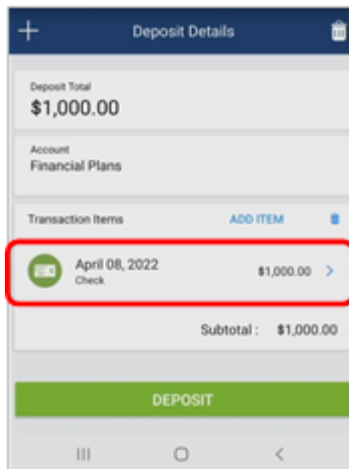 Deposit Details
Deposit Total
$1,000.00
Account
Financial Plans
Transaction Items ADD ITEM
April 08, 2022 $1,000.00
Check
Subtotal : $1,000.00
DEPOSIT